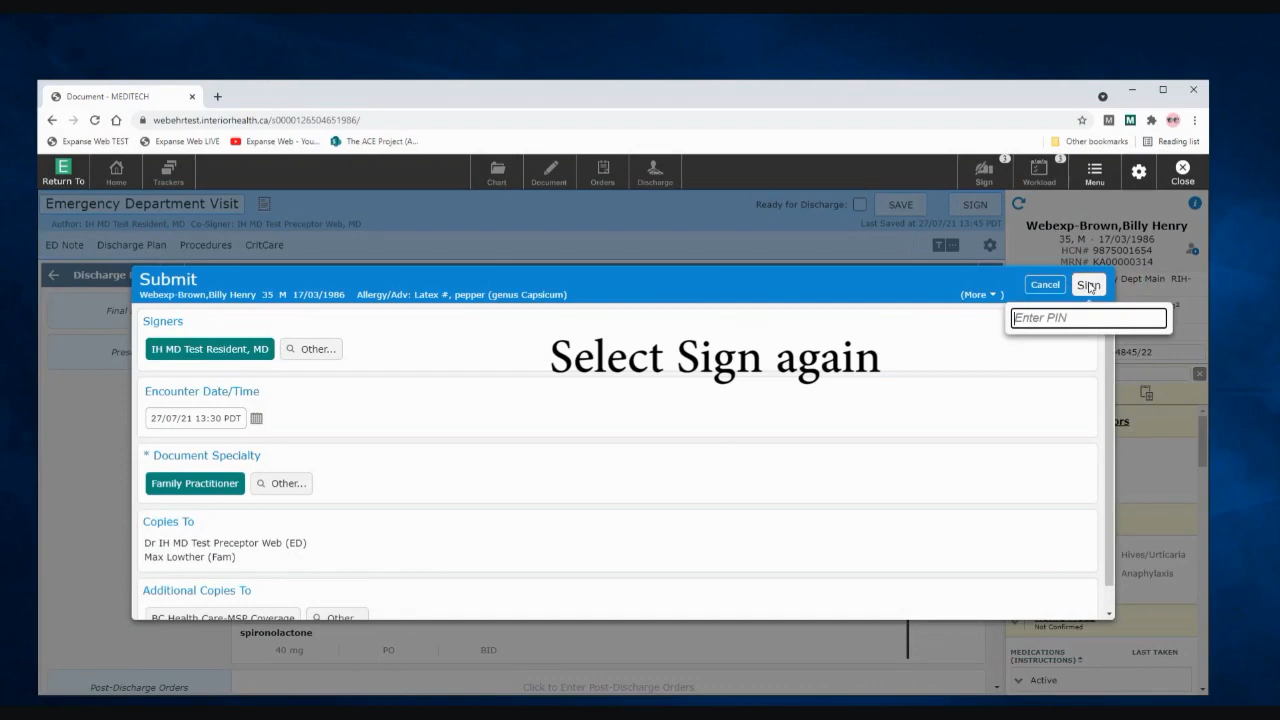 Document - MEDITECH
webehrtest.interiorhealth.ca/s0000126504651986/
Expanse Web TEST
Expanse Web LIVE
Expanse Web - You...
The ACE Project (A...
Other bookmarks
Reading list
E
Return To
Home
Trackers
Chart
Document
Orders
Discharge
Sign
3
Workload
3
Menu
Close
Emergency Department Visit
Ready for Discharge:
SAVE
SIGN
Author: IH MD Test Resident, MD Co-Signer: IH MD Test Preceptor Web, MD
Last Saved at 27/07/21 13:45 PDT
ED Note
Discharge Plan
Procedures
CritCare
Webexp-Brown,Billy Henry
35, M - 17/03/1986
HCN# 9875001654
MRN# KA00000314
Dept Main RIH-
Discharge
Final
Submit
Webexp-Brown,Billy Henry 35 M 17/03/1986 Allergy/Adv: Latex #, pepper (genus Capsicum)
(More
Cancel
Sign
Enter PIN
Signers
IH MD Test Resident, MD
Other...
Select Sign again
4845/22
Encounter Date/Time
27/07/21 13:30 PDT
* Document Specialty
Family Practitioner
Other...
Copies To
Dr IH MD Test Preceptor Web (ED)
Max Lowther (Fam)
Hives/Urticaria
Anaphylaxis
Additional Copies To
BC Health Care-MSP Coverage
Other
Not Confirmed
spironolactone
40 mg
PO
BID
MEDICATIONS
(INSTRUCTIONS)
LAST TAKEN
Active
Post-Discharge Orders
Click to Enter Post-Discharge Orders